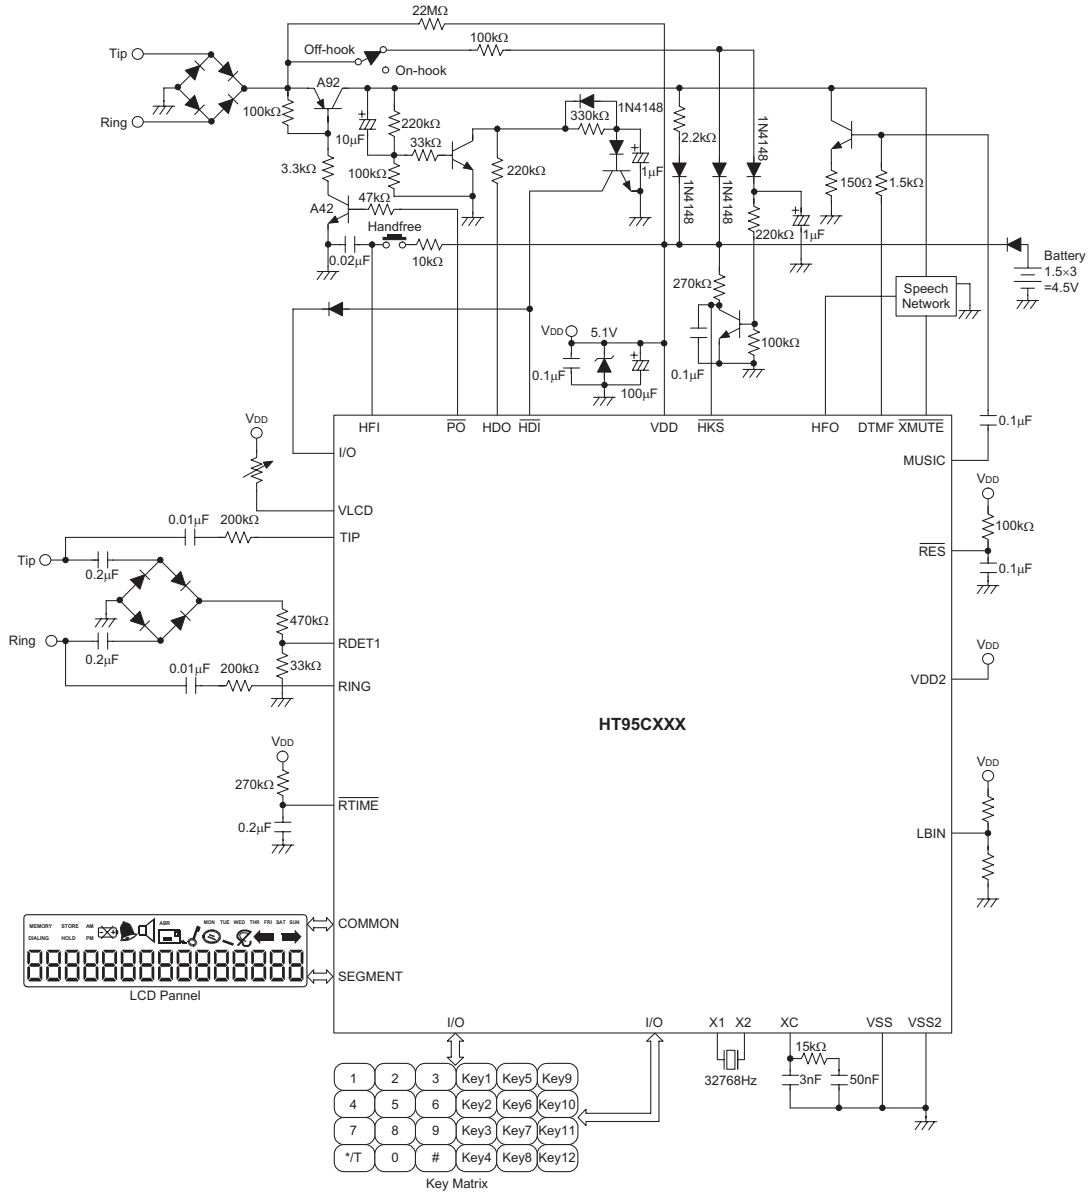 22MΩ
Off-hook
100kΩ
Tip
On-hook
A92
Ring
100kΩ
10μF
220kΩ
33kΩ
100kΩ
3.3kΩ
47kΩ
A42
Handfree
0.02μF
10kΩ
220kΩ
1N4148
330kΩ
1μF
2.2kΩ
1N4148
1N4148
1N4148
220kΩ
1μF
150Ω
1.5kΩ
Battery
1.5×3
=4.5V
Speech
Network
270kΩ
100kΩ
0.1μF
VDD
5.1V
0.1μF
100μF
HFI
PO
HDO
HDI
VDD
HKS
HFO
DTMF
XMUTE
0.1μF
VDD
I/O
MUSIC
VLCD
VDD
100kΩ
RES
0.1μF
0.01μF
200kΩ
TIP
Tip
0.2μF
470kΩ
RDET1
Ring
0.2μF
33kΩ
0.01μF
200kΩ
RING
VDD
VDD2
HT95CXXX
VDD
270kΩ
RTIME
0.2μF
VDD
LBIN
MEMORY STORE AM ABR MON TUE WED THR FRI SAT SUN
DIALING HOLD PM
COMMON
SEGMENT
LCD Pannel
I/O
I/O
X1
X2
XC
VSS
VSS2
32768Hz
15kΩ
3nF
50nF
1 2 3 Key1 Key5 Key9
4 5 6 Key2 Key6 Key10
7 8 9 Key3 Key7 Key11
*/T 0 # Key4 Key8 Key12
Key Matrix